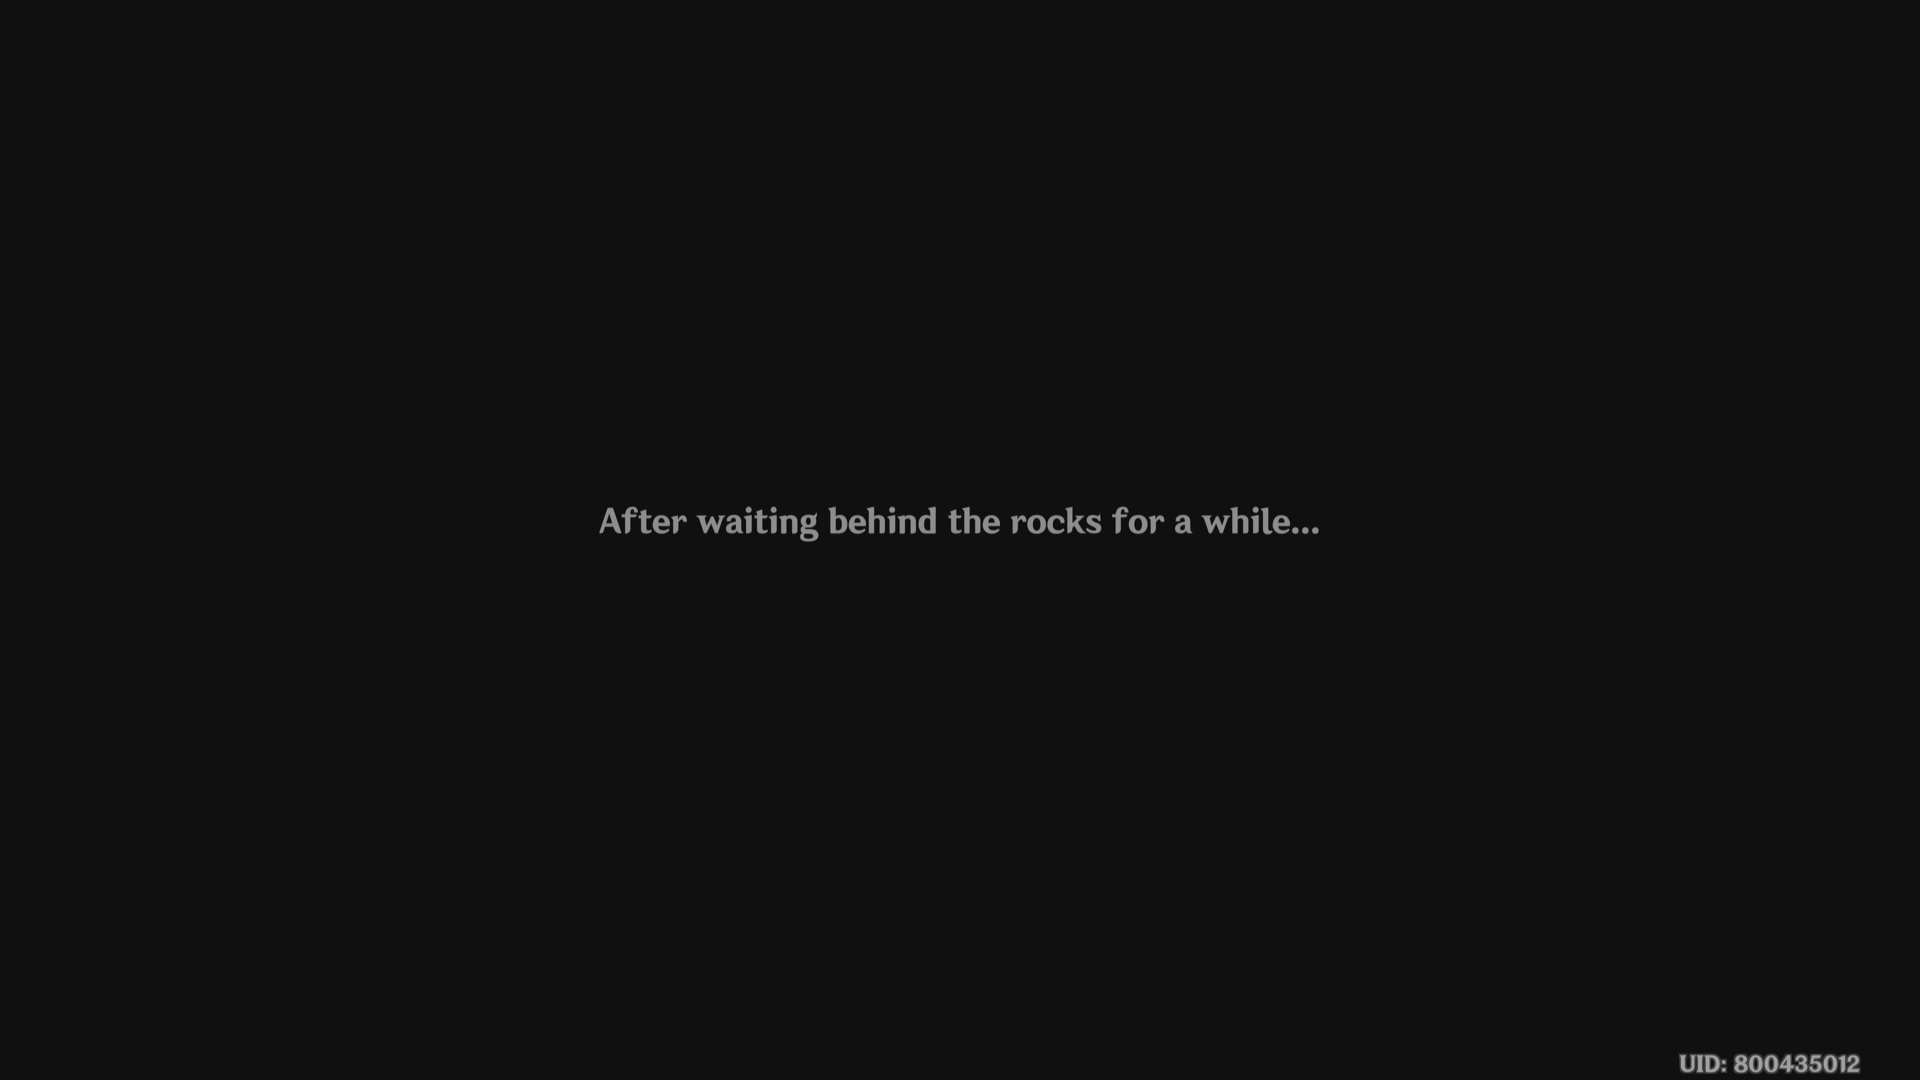 After waiting behind the rocks for a while...
UID: 800435012